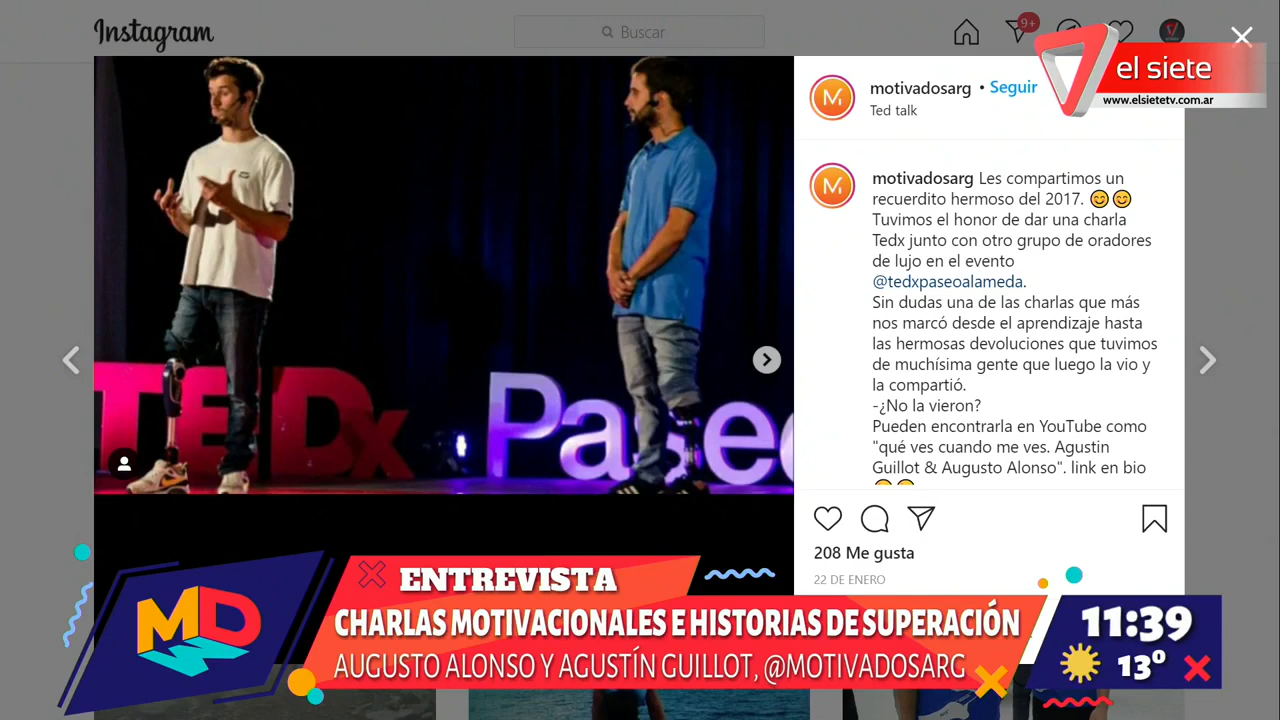 Instagram
Buscar
9+
el siete
www.elsietetv.com.ar
motivadosarg • Seguir
Ted talk
motivadosarg Les compartimos un
recuerdito hermoso del 2017. 😊😊
Tuvimos el honor de dar una charla
Tedx junto con otro grupo de oradores
de lujo en el evento
@tedxpaseoalameda.
Sin dudas una de las charlas que más
nos marcó desde el aprendizaje hasta
las hermosas devoluciones que tuvimos
de muchísima gente que luego la vio y
la compartió.
-¿No la vieron?
Pueden encontrarla en YouTube como
"qué ves cuando me ves. Agustin
Guillot & Augusto Alonso". link en bio
TEDx Paseo
208 Me gusta
22 DE ENERO
MD
ENTREVISTA
CHARLAS MOTIVACIONALES E HISTORIAS DE SUPERACIÓN
AUGUSTO ALONSO Y AGUSTÍN GUILLOT, @MOTIVADOSARG
11:39
13º